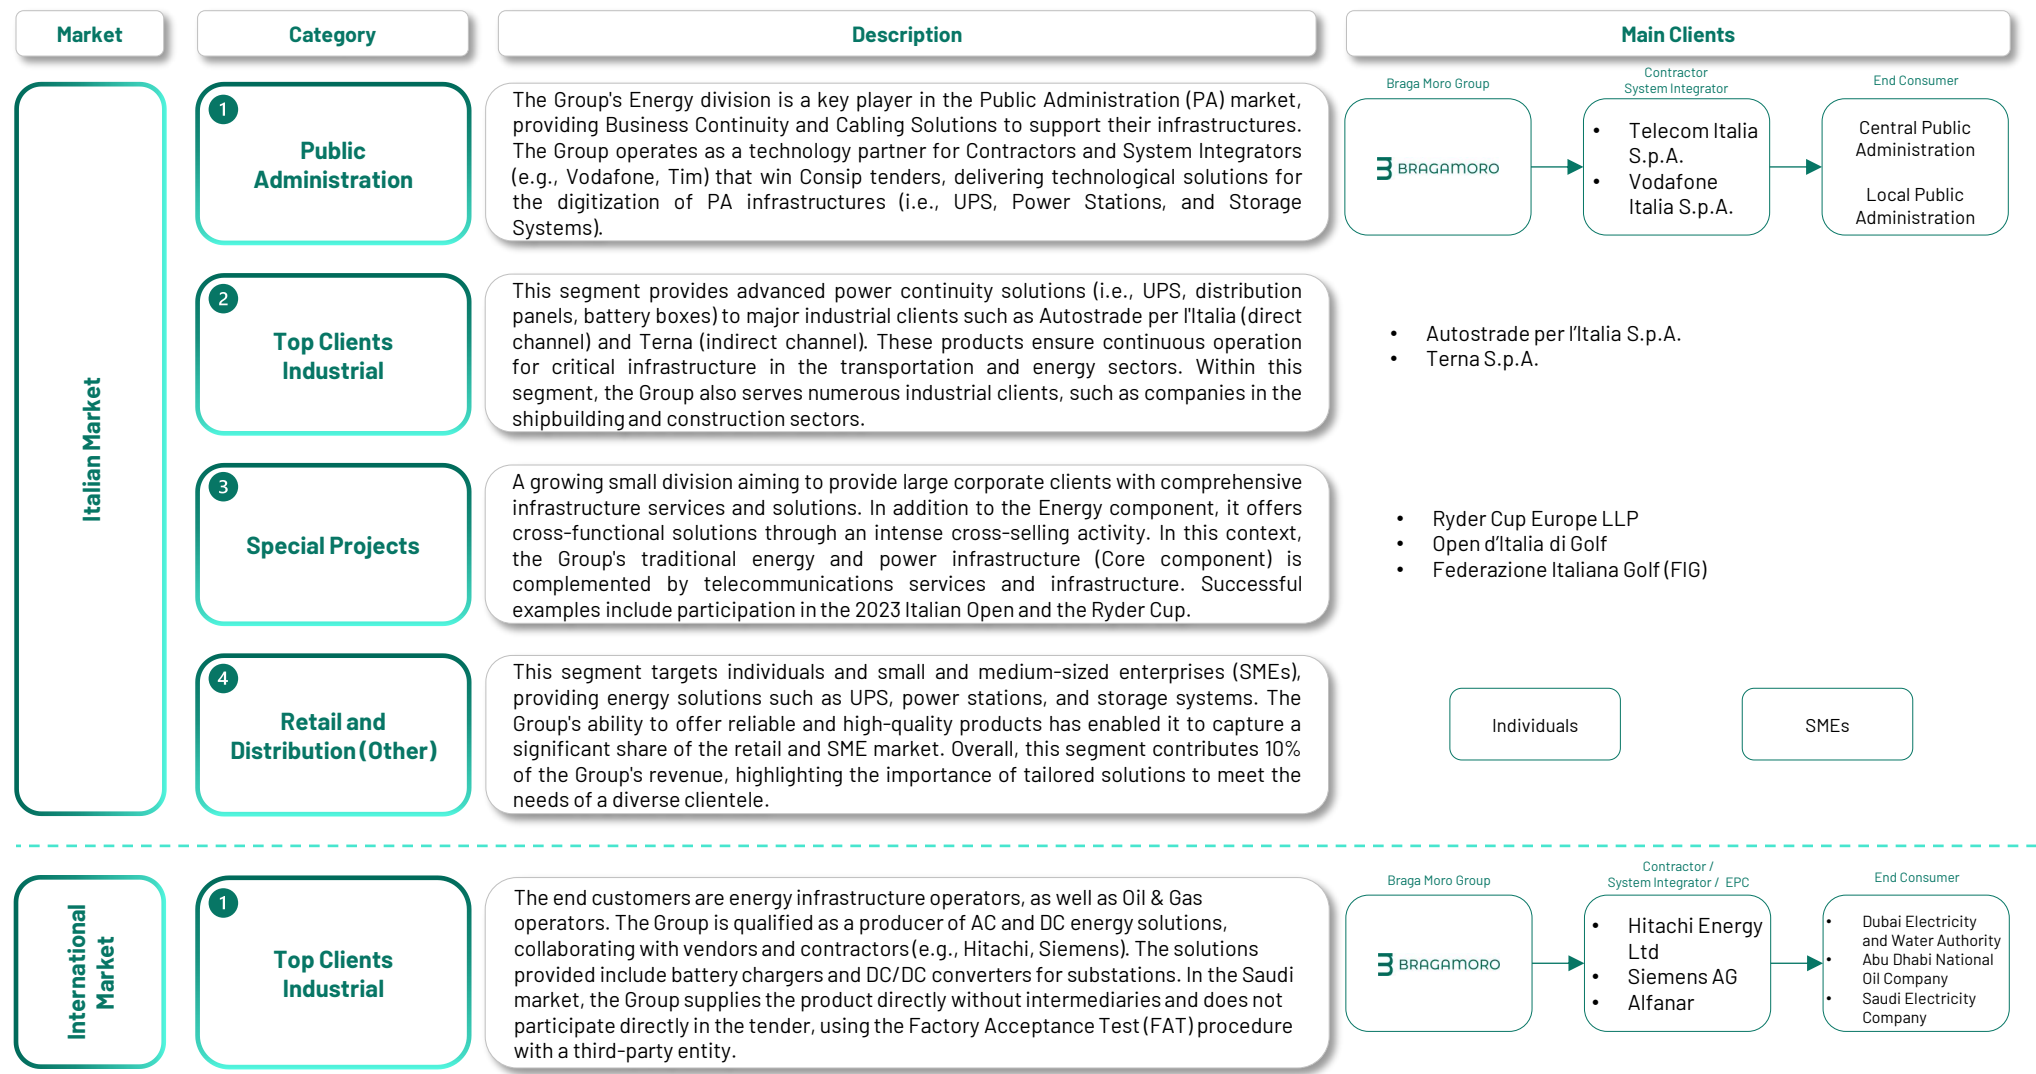 Market
Category
Description
Main Clients
Italian Market
1
Public
Administration
The Group's Energy division is a key player in the Public Administration (PA) market,
providing Business Continuity and Cabling Solutions to support their infrastructures.
The Group operates as a technology partner for Contractors and System Integrators
(e.g., Vodafone, Tim) that win Consip tenders, delivering technological solutions for
the digitization of PA infrastructures (i.e., UPS, Power Stations, and Storage
Systems).
Braga Moro Group
BRAGAMORO
Contractor
System Integrator
• Telecom Italia
S.p.A.
• Vodafone
Italia S.p.A.
End Consumer
Central Public
Administration
Local Public
Administration
2
Top Clients
Industrial
This segment provides advanced power continuity solutions (i.e., UPS, distribution
panels, battery boxes) to major industrial clients such as Autostrade per l'Italia (direct
channel) and Terna (indirect channel). These products ensure continuous operation
for critical infrastructure in the transportation and energy sectors. Within this
segment, the Group also serves numerous industrial clients, such as companies in the
shipbuilding and construction sectors.
• Autostrade per l’Italia S.p.A.
• Terna S.p.A.
3
Special Projects
A growing small division aiming to provide large corporate clients with comprehensive
infrastructure services and solutions. In addition to the Energy component, it offers
cross-functional solutions through an intense cross-selling activity. In this context,
the Group's traditional energy and power infrastructure (Core component) is
complemented by telecommunications services and infrastructure. Successful
examples include participation in the 2023 Italian Open and the Ryder Cup.
• Ryder Cup Europe LLP
• Open d’Italia di Golf
• Federazione Italiana Golf (FIG)
4
Retail and
Distribution (Other)
This segment targets individuals and small and medium-sized enterprises (SMEs),
providing energy solutions such as UPS, power stations, and storage systems. The
Group's ability to offer reliable and high-quality products has enabled it to capture a
significant share of the retail and SME market. Overall, this segment contributes 10%
of the Group's revenue, highlighting the importance of tailored solutions to meet the
needs of a diverse clientele.
Individuals
SMEs
International
Market
1
Top Clients
Industrial
The end customers are energy infrastructure operators, as well as Oil & Gas
operators. The Group is qualified as a producer of AC and DC energy solutions,
collaborating with vendors and contractors (e.g., Hitachi, Siemens). The solutions
provided include battery chargers and DC/DC converters for substations. In the Saudi
market, the Group supplies the product directly without intermediaries and does not
participate directly in the tender, using the Factory Acceptance Test (FAT) procedure
with a third-party entity.
Braga Moro Group
BRAGAMORO
Contractor /
System Integrator / EPC
• Hitachi Energy
Ltd
• Siemens AG
• Alfanar
End Consumer
• Dubai Electricity
and Water Authority
• Abu Dhabi National
Oil Company
• Saudi Electricity
Company